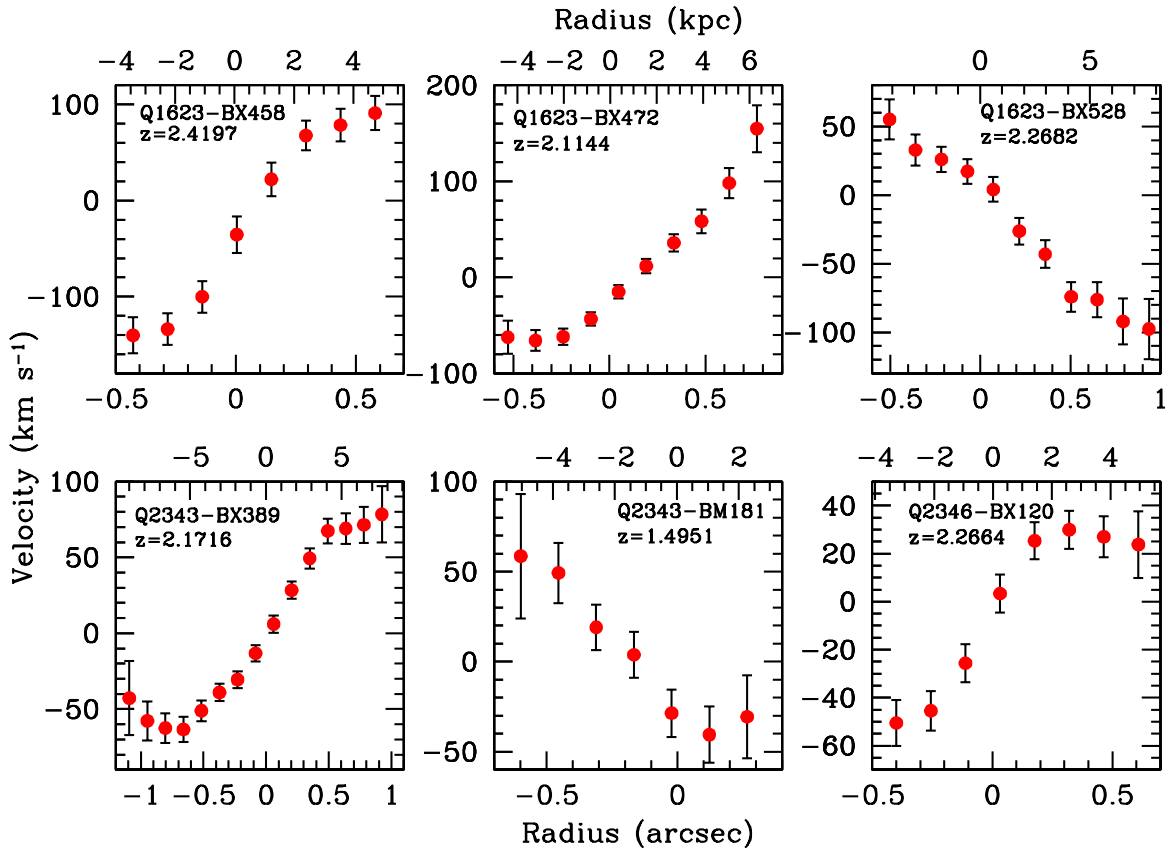 Radius (kpc)
−4 −2 0 2 4
−4 −2 0 2 4 6
0 5
Q1623−BX458
z=2.4197
100
0
−100
−0.5 0 0.5
Q1623−BX472
z=2.1144
200
100
0
−100
−0.5 0 0.5
Q1623−BX528
z=2.2682
50
0
−50
−100
−0.5 0 0.5 1
Velocity (km s⁻¹)
−5 0 5
−4 −2 0 2
−4 −2 0 2 4
Q2343−BX389
z=2.1716
100
50
0
−50
−1 −0.5 0 0.5 1
Q2343−BM181
z=1.4951
100
50
0
−50
−0.5 0
Q2346−BX120
z=2.2664
40
20
0
−20
−40
−60
−0.5 0 0.5
Radius (arcsec)